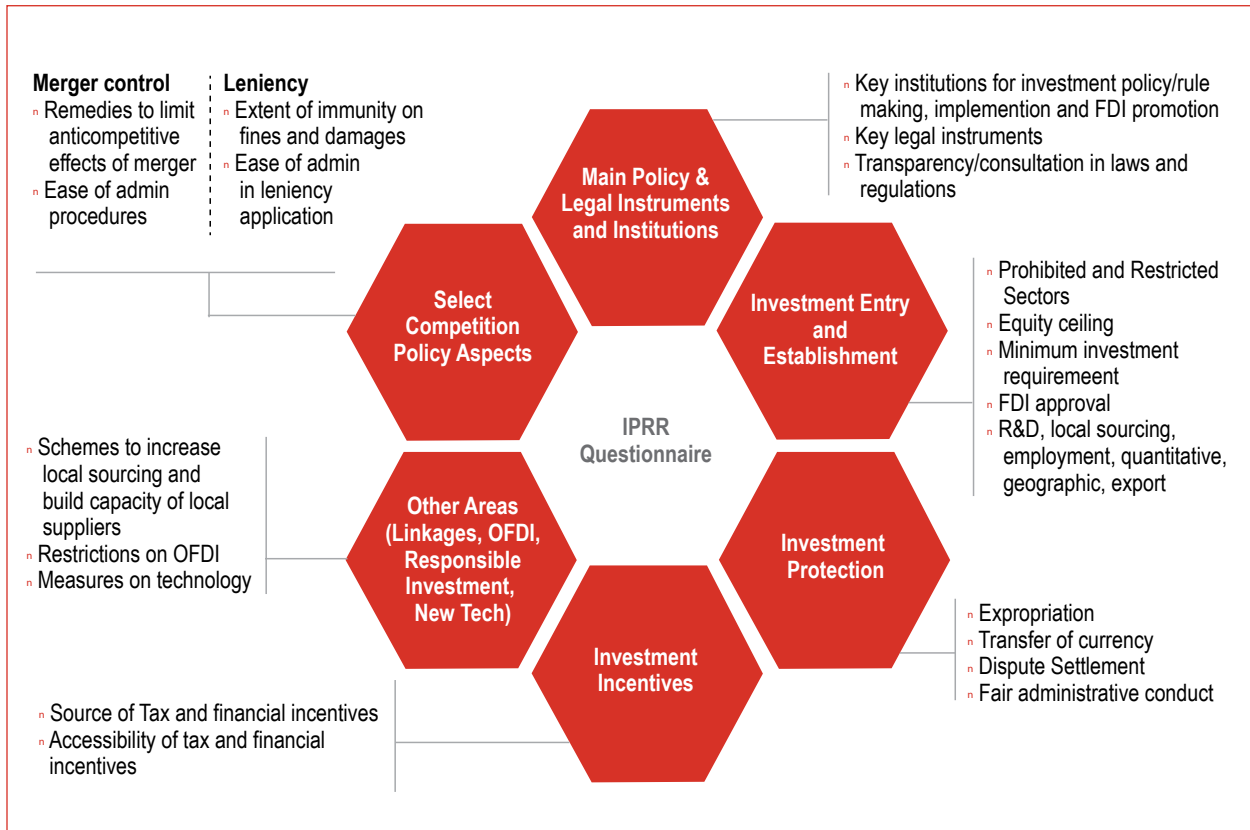 Merger control
n Remedies to limit
anticompetitive
effects of merger
n Ease of admin
procedures
Leniency
n Extent of immunity on
fines and damages
n Ease of admin
in leniency
application
n Key institutions for investment policy/rule
making, implemention and FDI promotion
n Key legal instruments
n Transparency/consultation in laws and
regulations
Main Policy &
Legal Instruments
and Institutions
Select
Competition
Policy Aspects
Investment Entry
and
Establishment
n Prohibited and Restricted
Sectors
n Equity ceiling
n Minimum investment
requiremeent
n FDI approval
n R&D, local sourcing,
employment, quantitative,
geographic, export
IPRR
Questionnaire
n Schemes to increase
local sourcing and
build capacity of local
suppliers
n Restrictions on OFDI
n Measures on technology
Other Areas
(Linkages, OFDI,
Responsible
Investment,
New Tech)
Investment
Protection
n Expropriation
n Transfer of currency
n Dispute Settlement
n Fair administrative conduct
Investment
Incentives
n Source of Tax and financial incentives
n Accessibility of tax and financial
incentives